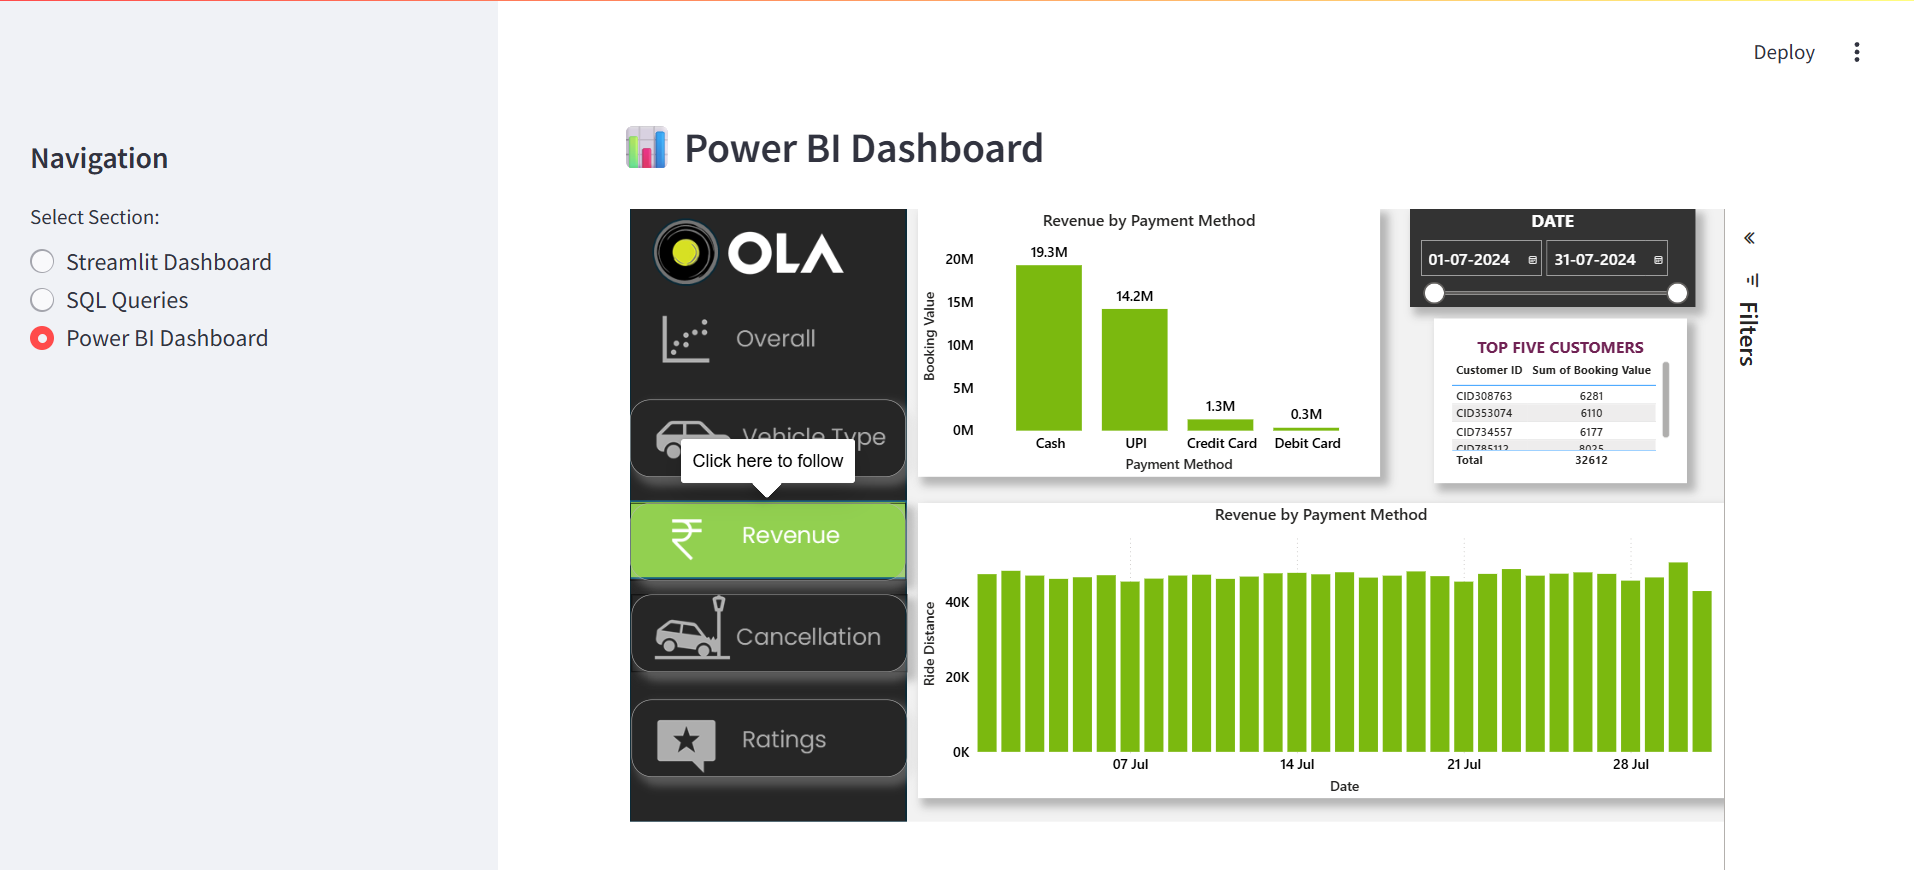 Deploy
Navigation
Select Section:
Streamlit Dashboard
SQL Queries
Power BI Dashboard
Power BI Dashboard
OLA
Overall
Vehicle Type
Click here to follow
Revenue
Cancellation
Ratings
Revenue by Payment Method
Booking Value
20M
15M
10M
5M
0M
19.3M
14.2M
1.3M
0.3M
Cash UPI Credit Card Debit Card
Payment Method
DATE
01-07-2024 31-07-2024
TOP FIVE CUSTOMERS
Customer ID Sum of Booking Value
CID308763 6281
CID353074 6110
CID734557 6177
CID785112 8025
Total 32612
Filters
Revenue by Payment Method
Ride Distance
40K
20K
0K
07 Jul 14 Jul 21 Jul 28 Jul
Date